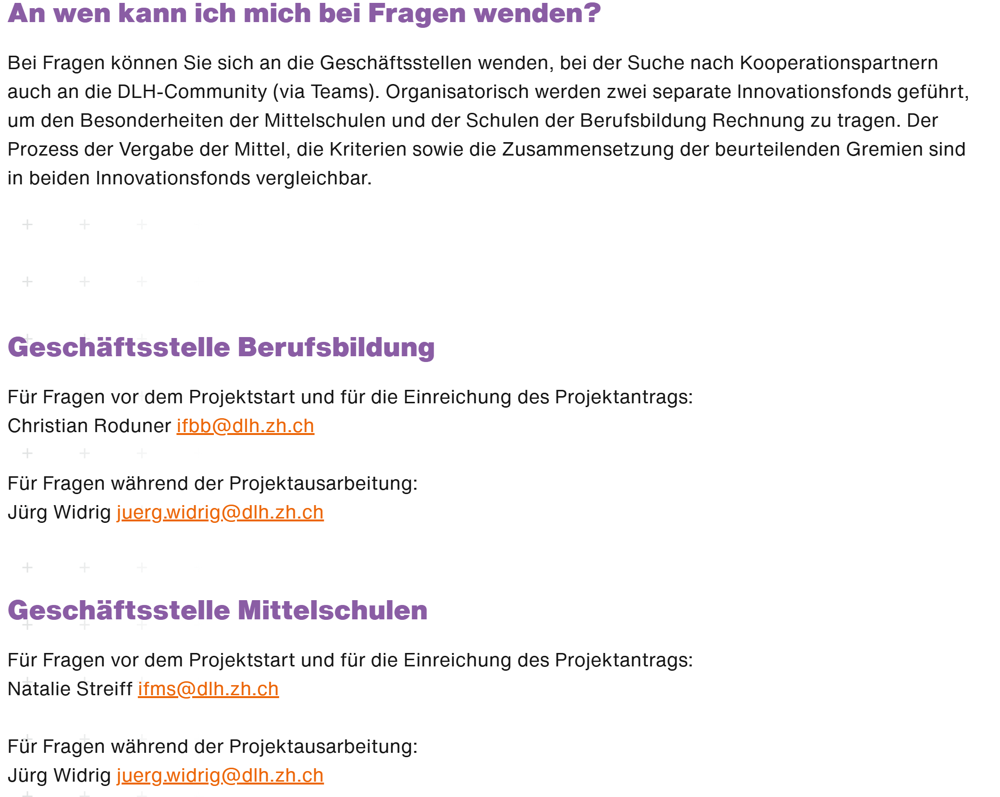 An wen kann ich mich bei Fragen wenden?
Bei Fragen können Sie sich an die Geschäftsstellen wenden, bei der Suche nach Kooperationspartnern
auch an die DLH-Community (via Teams). Organisatorisch werden zwei separate Innovationsfonds geführt,
um den Besonderheiten der Mittelschulen und der Schulen der Berufsbildung Rechnung zu tragen. Der
Prozess der Vergabe der Mittel, die Kriterien sowie die Zusammensetzung der beurteilenden Gremien sind
in beiden Innovationsfonds vergleichbar.
Geschäftsstelle Berufsbildung
Für Fragen vor dem Projektstart und für die Einreichung des Projektantrags:
Christian Roduner ifbb@dlh.zh.ch
Für Fragen während der Projektausarbeitung:
Jürg Widrig juerg.widrig@dlh.zh.ch
Geschäftsstelle Mittelschulen
Für Fragen vor dem Projektstart und für die Einreichung des Projektantrags:
Natalie Streiff ifms@dlh.zh.ch
Für Fragen während der Projektausarbeitung:
Jürg Widrig juerg.widrig@dlh.zh.ch